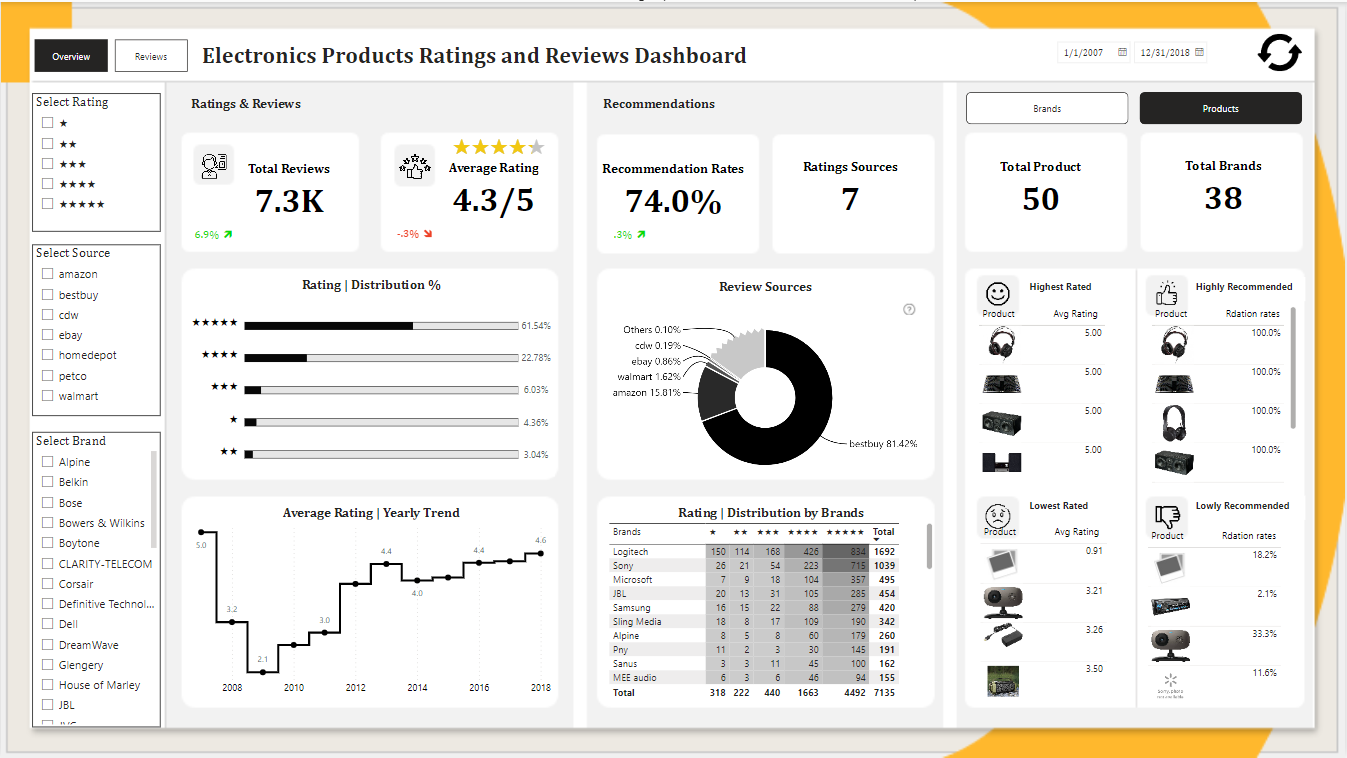 Overview
Reviews
Electronics Products Ratings and Reviews Dashboard
1/1/2007
12/31/2018
Select Rating
★
★★
★★★
★★★★
★★★★★
Select Source
amazon
bestbuy
cdw
ebay
homedepot
petco
walmart
Select Brand
Alpine
Belkin
Bose
Bowers & Wilkins
Boytone
CLARITY-TELECOM
Corsair
Definitive Technol...
Dell
DreamWave
Glengery
House of Marley
JBL
Ratings & Reviews
Total Reviews
7.3K
6.9%
Average Rating
4.3/5
-.3%
Rating | Distribution %
★★★★★ 61.54%
★★★★ 22.78%
★★★ 6.03%
★ 4.36%
★★ 3.04%
Average Rating | Yearly Trend
5.0
3.2
2.1
3.0
4.4
4.0
4.4
4.6
2008 2010 2012 2014 2016 2018
Recommendations
Recommendation Rates
74.0%
.3%
Ratings Sources
7
Review Sources
Others 0.10%
cdw 0.19%
ebay 0.86%
walmart 1.62%
amazon 15.81%
bestbuy 81.42%
Rating | Distribution by Brands
Brands ★ ★★ ★★★ ★★★★ ★★★★★ Total
Logitech 150 114 168 426 834 1692
Sony 26 21 54 223 715 1039
Microsoft 7 9 18 104 357 495
JBL 20 13 31 105 285 454
Samsung 16 15 22 88 279 420
Sling Media 18 8 17 109 190 342
Alpine 8 5 8 60 179 260
Pny 11 2 3 30 145 191
Sanus 3 3 11 45 100 162
MEE audio 6 3 6 46 94 155
Total 318 222 440 1663 4492 7135
Brands
Products
Total Product
50
Total Brands
38
Highest Rated
Product Avg Rating
5.00
5.00
5.00
5.00
Highly Recommended
Product Rdation rates
100.0%
100.0%
100.0%
100.0%
Lowest Rated
Product Avg Rating
0.91
3.21
3.26
3.50
Lowly Recommended
Product Rdation rates
18.2%
2.1%
33.3%
11.6%